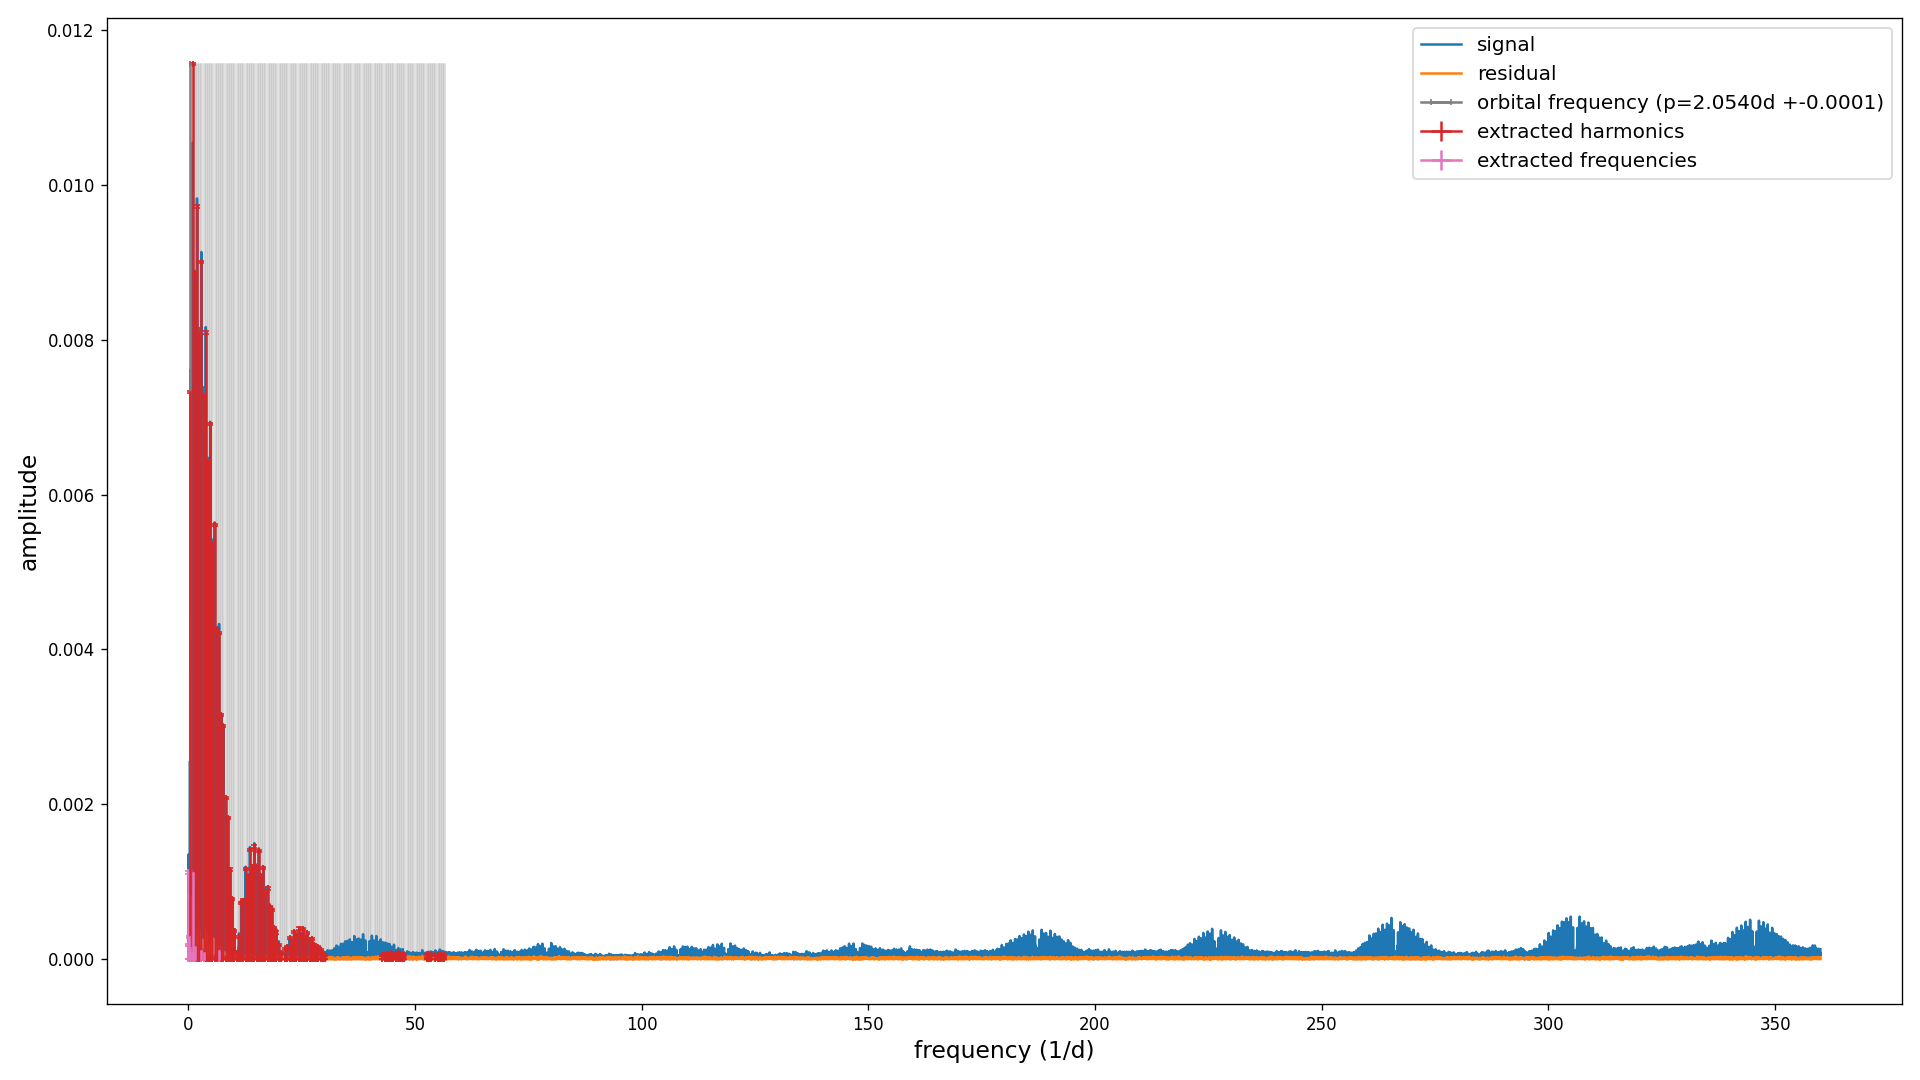 0.012
0.010
0.008
0.006
0.004
0.002
0.000
amplitude
signal
residual
orbital frequency (p=2.0540d +-0.0001)
extracted harmonics
extracted frequencies
0 50 100 150 200 250 300 350
frequency (1/d)